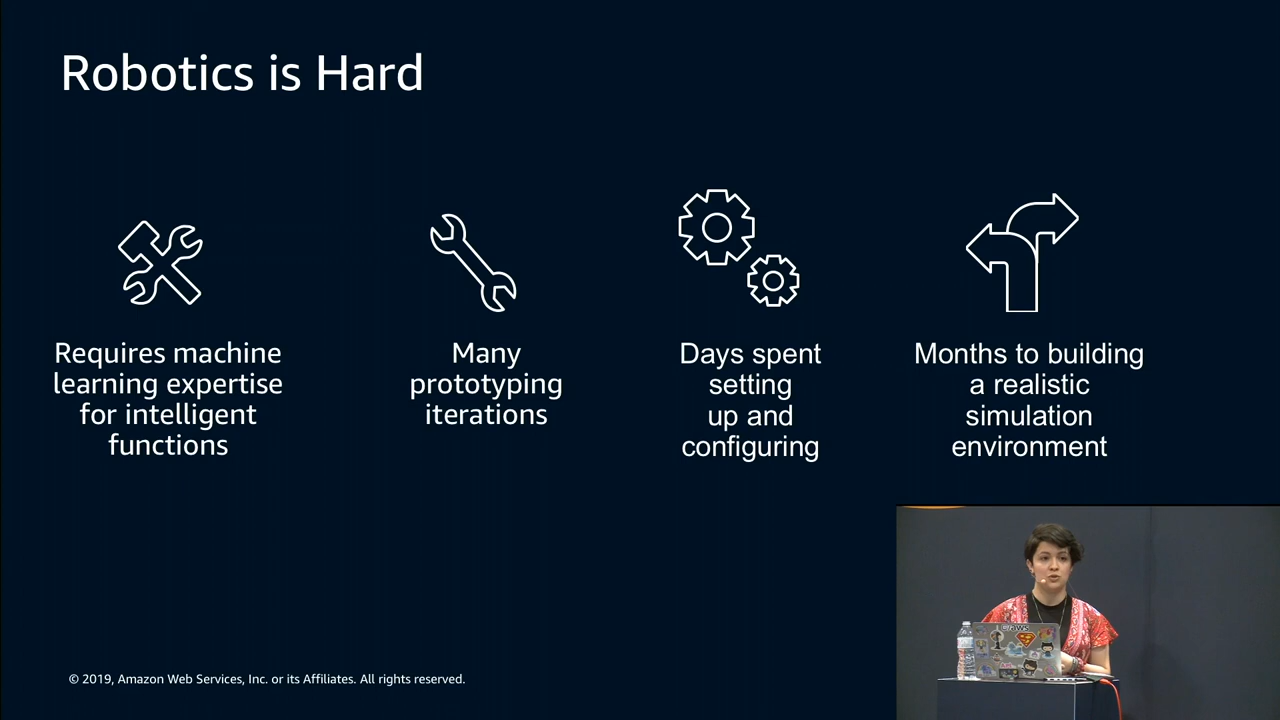 Robotics is Hard
Requires machine
learning expertise
for intelligent
functions
Many
prototyping
iterations
Days spent
setting
up and
configuring
Months to building
a realistic
simulation
environment
aws
© 2019, Amazon Web Services, Inc. or its Affiliates. All rights reserved.